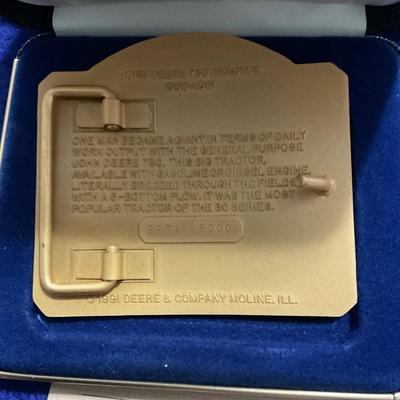 JOHN DEERE 730 TRACTOR
ONE MAN BECAME A GIANT IN TERMS OF DAILY
WORK OUTPUT WITH THE GENERAL PURPOSE
JOHN DEERE 730. THIS BIG TRACTOR,
AVAILABLE WITH GASOLINE OR DIESEL ENGINE,
LITERALLY BREEZED THROUGH THE FIELDS
WITH A 5-BOTTOM PLOW. IT WAS THE MOST
POPULAR TRACTOR OF THE 30 SERIES.
5000
©1991 DEERE & COMPANY MOLINE, ILL.